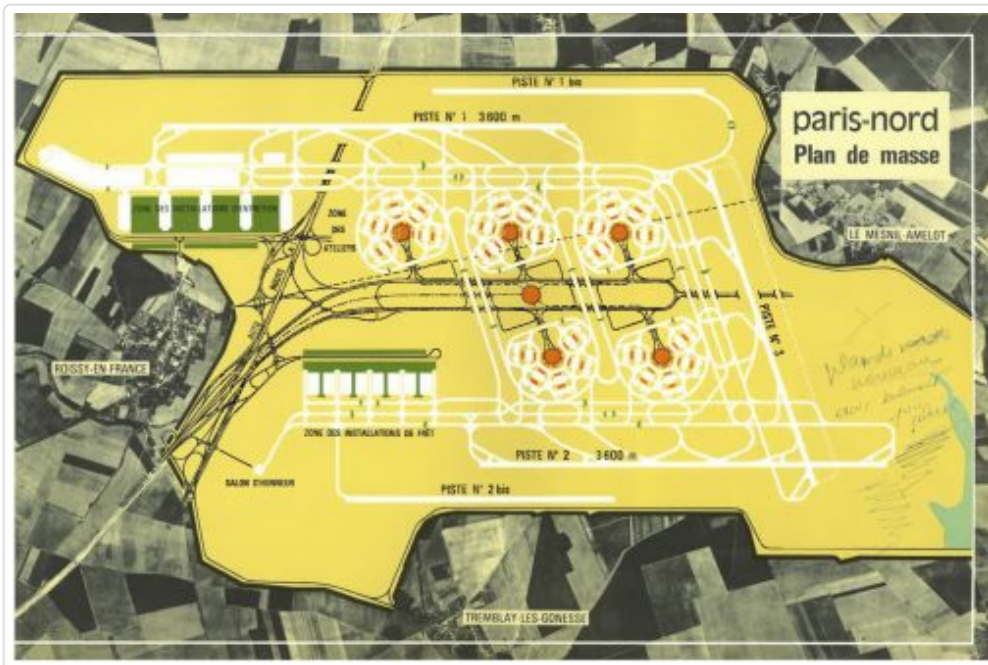 PISTE N° 1 bis
PISTE N° 1 3600 m
paris-nord
Plan de masse
ZONE DES INSTALLATIONS D'ENTRETIEN
ZONE
DES
ATELIERS
LE MESNIL-AMELOT
PISTE N° 3
ROISSY-EN-FRANCE
ZONE DES INSTALLATIONS DE FRÊT
PISTE N° 2 3600 m
SALON D'HONNEUR
PISTE N° 2 bis
TREMBLAY-LES-GONESSE